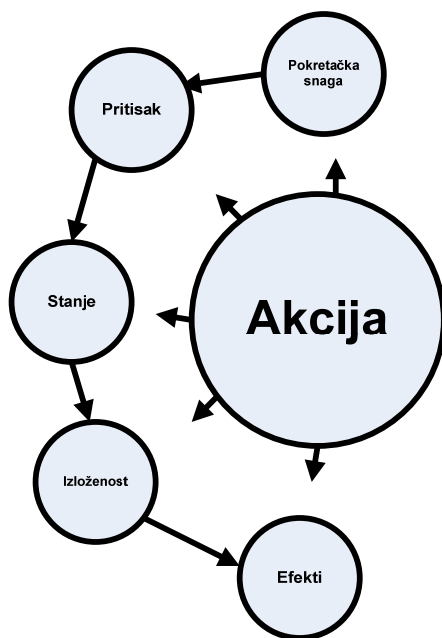 Pokretačka
snaga
Pritisak
Stanje
Akcija
Izloženost
Efekti